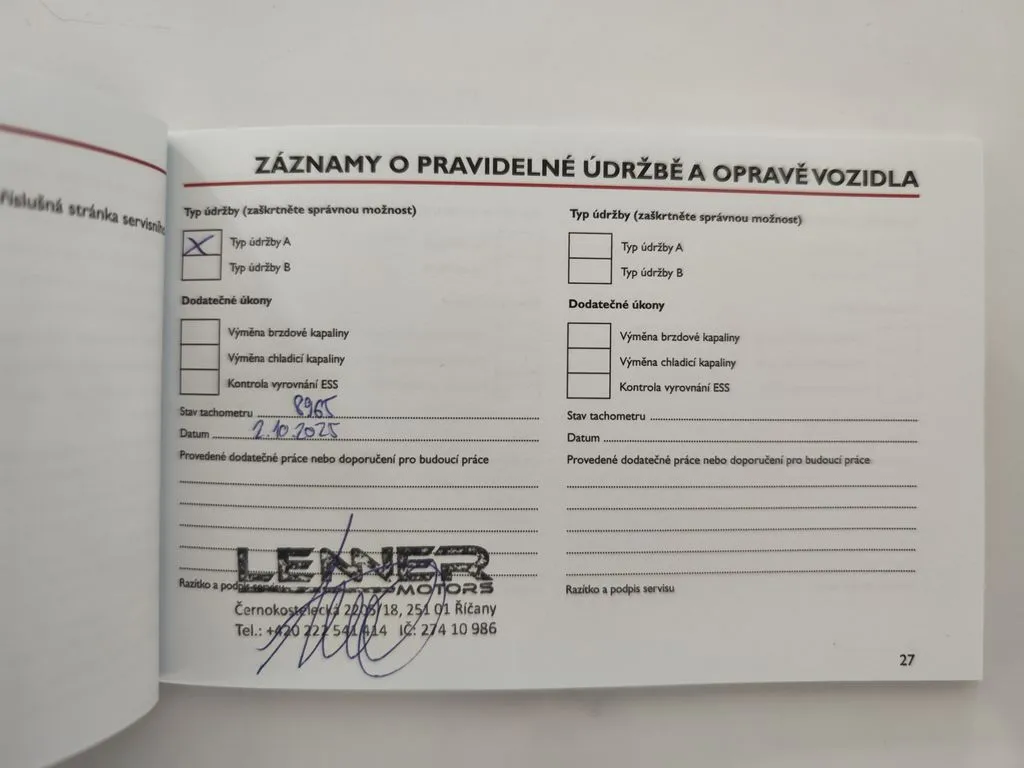 říslušná stránka servisního
ZÁZNAMY O PRAVIDELNÉ ÚDRŽBĚ A OPRAVĚ VOZIDLA
Typ údržby (zaškrtněte správnou možnost)
X Typ údržby A
Typ údržby B
Dodatečné úkony
Výměna brzdové kapaliny
Výměna chladicí kapaliny
Kontrola vyrovnání ESS
Stav tachometru 8965
Datum 2.10.2025
Provedené dodatečné práce nebo doporučení pro budoucí práce
Razítko a podpis servisu
LENNER
MOTORS
Černokostelecká 2205/18, 251 01 Říčany
Tel.: +420 222 541 414 IČ: 274 10 986
Typ údržby (zaškrtněte správnou možnost)
Typ údržby A
Typ údržby B
Dodatečné úkony
Výměna brzdové kapaliny
Výměna chladicí kapaliny
Kontrola vyrovnání ESS
Stav tachometru
Datum
Provedené dodatečné práce nebo doporučení pro budoucí práce
Razítko a podpis servisu
27